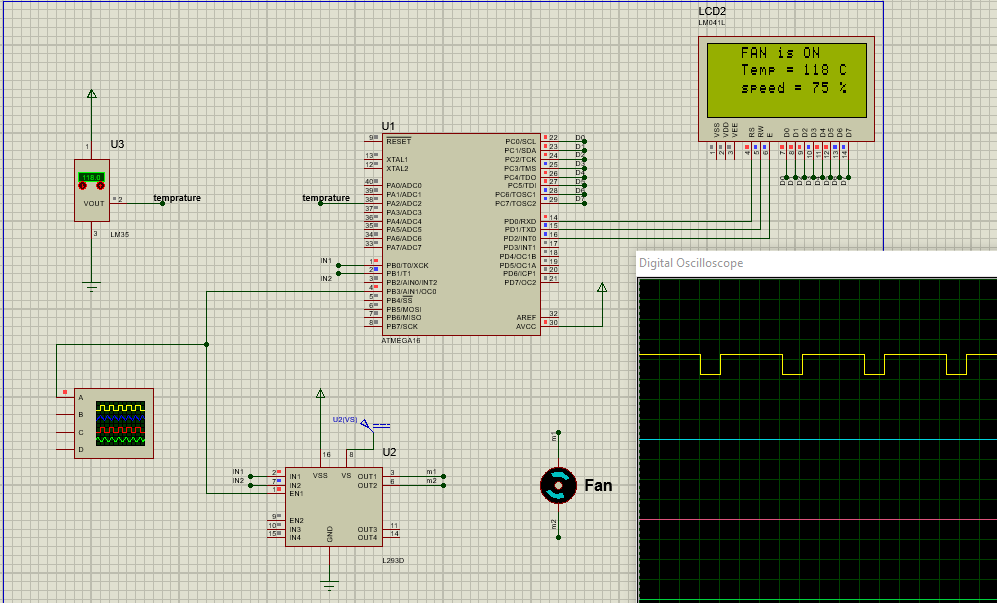 LCD2
LM041L
FAN is ON
Temp = 118 C
speed = 75 %
VSS VDD VEE RS RW E D0 D1 D2 D3 D4 D5 D6 D7
1 2 3 4 5 6 7 8 9 10 11 12 13 14
U3
1
118.0
VOUT
2
temprature
3
LM35
U1
9 RESET
13 XTAL1
12 XTAL2
40 PA0/ADC0
39 PA1/ADC1
temprature
38 PA2/ADC2
37 PA3/ADC3
36 PA4/ADC4
35 PA5/ADC5
34 PA6/ADC6
33 PA7/ADC7
IN1
1 PB0/T0/XCK
2 PB1/T1
IN2
3 PB2/AIN0/INT2
4 PB3/AIN1/OC0
5 PB4/SS
6 PB5/MOSI
7 PB6/MISO
8 PB7/SCK
PC0/SCL 22 D0
PC1/SDA 23
PC2/TCK 24
PC3/TMS 25
PC4/TDO 26
PC5/TDI 27
PC6/TOSC1 28
PC7/TOSC2 29
PD0/RXD 14
PD1/TXD 15
PD2/INT0 16
PD3/INT1 17
PD4/OC1B 18
PD5/OC1A 19
PD6/ICP1 20
PD7/OC2 21
AREF 32
AVCC 30
ATMEGA16
Digital Oscilloscope
A
B
C
D
U2(VS)
U2
16 8
VSS VS
IN1 2 IN1
IN2 7 IN2
1 EN1
9 EN2
10 IN3
15 IN4
OUT1 3 m1
OUT2 6 m2
OUT3 11
OUT4 14
GND
L293D
m1
Fan
m2